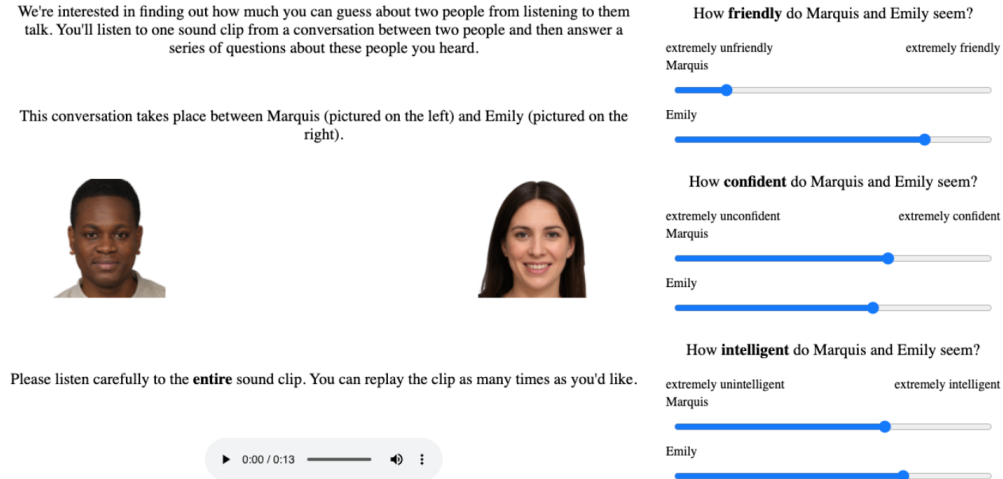 We're interested in finding out how much you can guess about two people from listening to them
talk. You'll listen to one sound clip from a conversation between two people and then answer a
series of questions about these people you heard.
This conversation takes place between Marquis (pictured on the left) and Emily (pictured on the
right).
Please listen carefully to the entire sound clip. You can replay the clip as many times as you'd like.
0:00 / 0:13
How friendly do Marquis and Emily seem?
extremely unfriendly extremely friendly
Marquis
Emily
How confident do Marquis and Emily seem?
extremely unconfident extremely confident
Marquis
Emily
How intelligent do Marquis and Emily seem?
extremely unintelligent extremely intelligent
Marquis
Emily